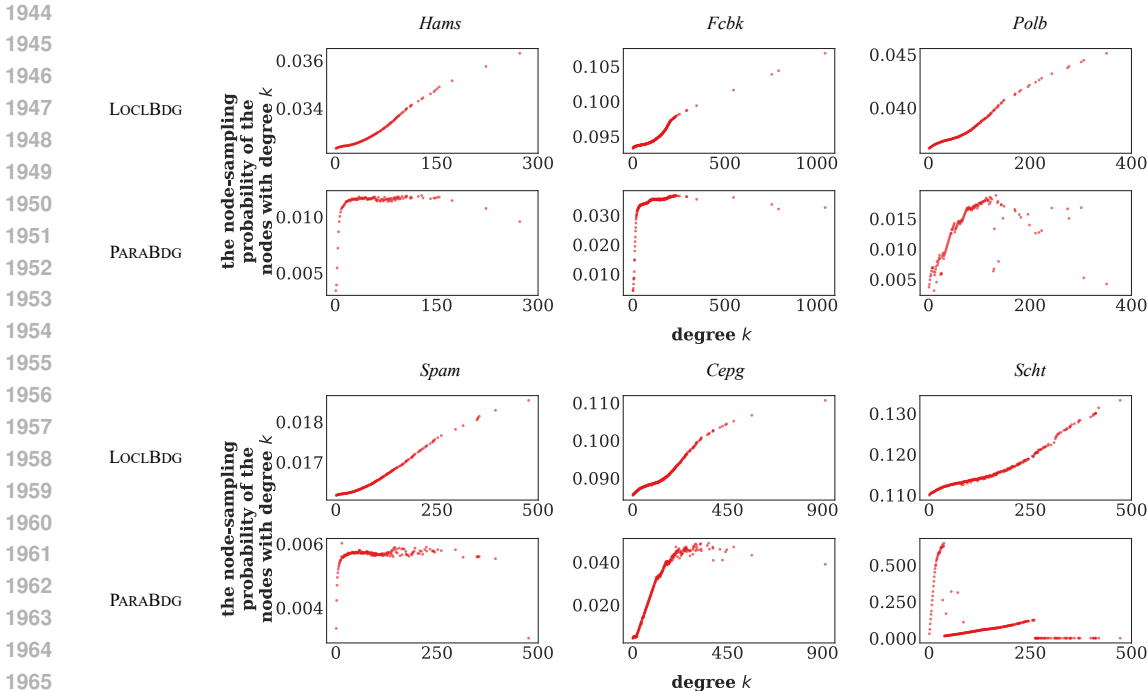 1944
Hams Fcbk Polb
1945
1946
1947
LOCLBDG
1948
1949
1950
1951
1952
PARABDG
1953
1954
the node-sampling
probability of the
nodes with degree k
0.036
0.034
0 150 300
0.105
0.100
0.095
0 500 1000
0.045
0.040
0 200 400
0.010
0.005
0 150 300
0.030
0.020
0.010
0 500 1000
0.015
0.010
0.005
0 200 400
degree k
1955
Spam Cepg Scht
1956
1957
1958
LOCLBDG
1959
1960
1961
1962
PARABDG
1963
1964
1965
the node-sampling
probability of the
nodes with degree k
0.018
0.017
0 250 500
0.110
0.100
0.090
0 450 900
0.130
0.120
0.110
0 250 500
0.006
0.004
0 250 500
0.040
0.020
0 450 900
0.500
0.250
0.000
0 250 500
degree k